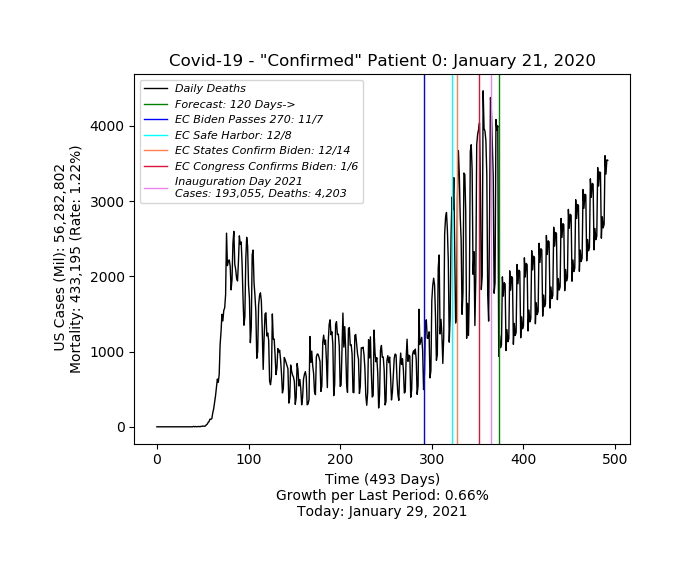 Covid-19 - "Confirmed" Patient 0: January 21, 2020
Daily Deaths
Forecast: 120 Days->
EC Biden Passes 270: 11/7
EC Safe Harbor: 12/8
EC States Confirm Biden: 12/14
EC Congress Confirms Biden: 1/6
Inauguration Day 2021
Cases: 193,055, Deaths: 4,203
US Cases (Mil): 56,282,802
Mortality: 433,195 (Rate: 1.22%)
4000
3000
2000
1000
0
0 100 200 300 400 500
Time (493 Days)
Growth per Last Period: 0.66%
Today: January 29, 2021